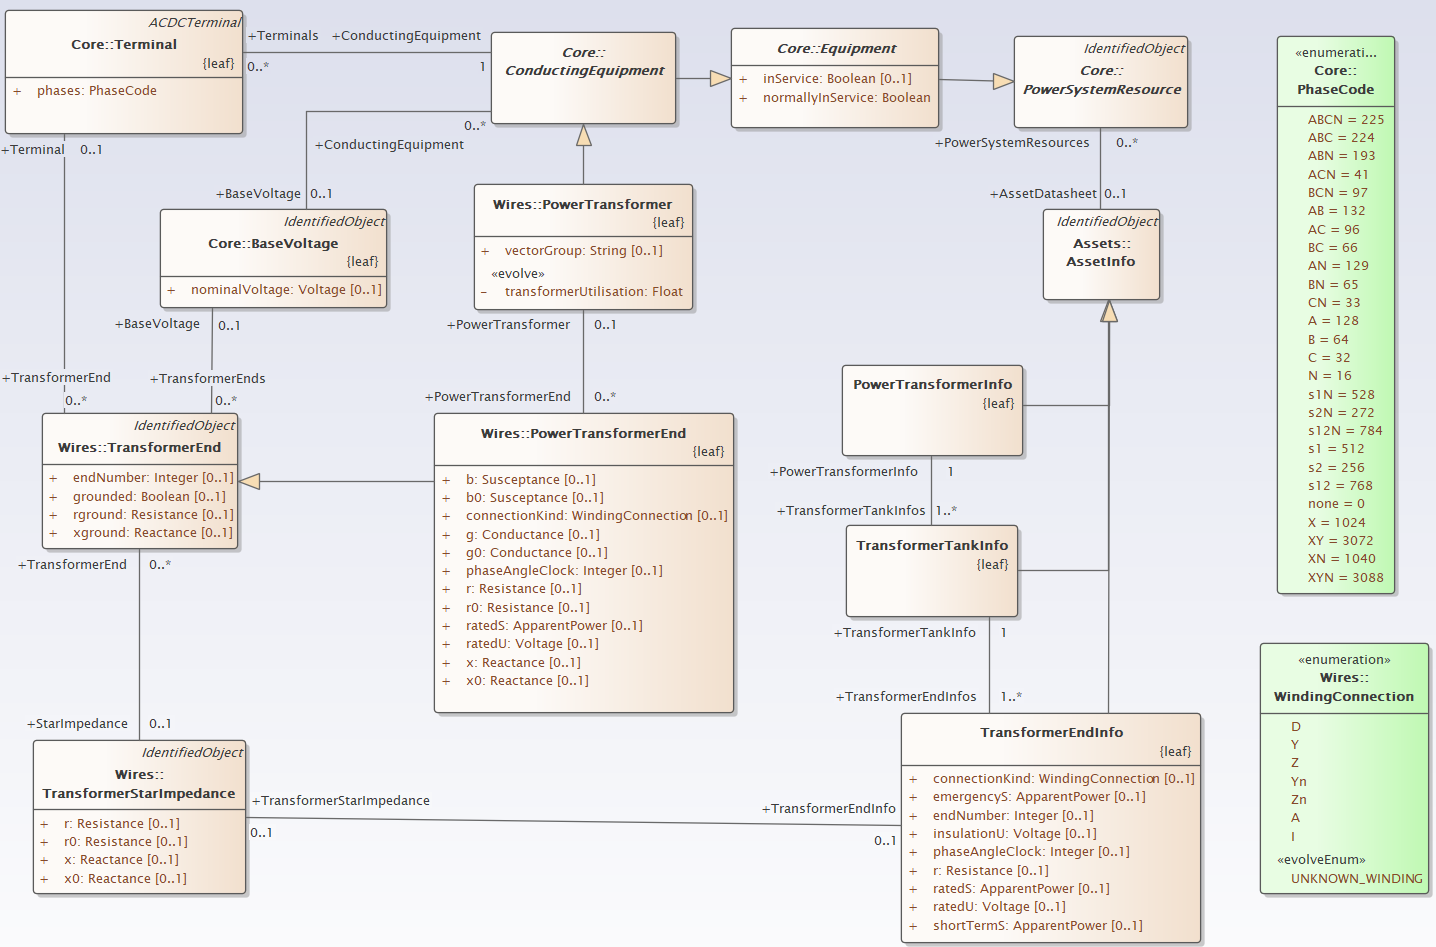 ACDCTerminal
Core::Terminal
{leaf}
+ phases: PhaseCode
+Terminals +ConductingEquipment
0..* 1
Core::
ConductingEquipment
0..*
+ConductingEquipment
Core::Equipment
+ inService: Boolean [0..1]
+ normallyInService: Boolean
IdentifiedObject
Core::
PowerSystemResource
+PowerSystemResources 0..*
+AssetDatasheet 0..1
IdentifiedObject
Assets::
AssetInfo
+Terminal 0..1
+BaseVoltage 0..1
IdentifiedObject
Core::BaseVoltage
{leaf}
+ nominalVoltage: Voltage [0..1]
+BaseVoltage 0..1
+TransformerEnd
0..*
+TransformerEnds
0..*
Wires::PowerTransformer
{leaf}
+ vectorGroup: String [0..1]
«evolve»
− transformerUtilisation: Float
+PowerTransformer 0..1
+PowerTransformerEnd 0..*
IdentifiedObject
Wires::TransformerEnd
+ endNumber: Integer [0..1]
+ grounded: Boolean [0..1]
+ rground: Resistance [0..1]
+ xground: Reactance [0..1]
+TransformerEnd 0..*
+StarImpedance 0..1
Wires::PowerTransformerEnd
{leaf}
+ b: Susceptance [0..1]
+ b0: Susceptance [0..1]
+ connectionKind: WindingConnection [0..1]
+ g: Conductance [0..1]
+ g0: Conductance [0..1]
+ phaseAngleClock: Integer [0..1]
+ r: Resistance [0..1]
+ r0: Resistance [0..1]
+ ratedS: ApparentPower [0..1]
+ ratedU: Voltage [0..1]
+ x: Reactance [0..1]
+ x0: Reactance [0..1]
PowerTransformerInfo
{leaf}
+PowerTransformerInfo 1
+TransformerTankInfos 1..*
TransformerTankInfo
{leaf}
+TransformerTankInfo 1
+TransformerEndInfos 1..*
IdentifiedObject
Wires::
TransformerStarImpedance
+ r: Resistance [0..1]
+ r0: Resistance [0..1]
+ x: Reactance [0..1]
+ x0: Reactance [0..1]
+TransformerStarImpedance
0..1
+TransformerEndInfo
0..1
TransformerEndInfo
{leaf}
+ connectionKind: WindingConnection [0..1]
+ emergencyS: ApparentPower [0..1]
+ endNumber: Integer [0..1]
+ insulationU: Voltage [0..1]
+ phaseAngleClock: Integer [0..1]
+ r: Resistance [0..1]
+ ratedS: ApparentPower [0..1]
+ ratedU: Voltage [0..1]
+ shortTermS: ApparentPower [0..1]
«enumerati...
Core::
PhaseCode
ABCN = 225
ABC = 224
ABN = 193
ACN = 41
BCN = 97
AB = 132
AC = 96
BC = 66
AN = 129
BN = 65
CN = 33
A = 128
B = 64
C = 32
N = 16
s1N = 528
s2N = 272
s12N = 784
s1 = 512
s2 = 256
s12 = 768
none = 0
X = 1024
XY = 3072
XN = 1040
XYN = 3088
«enumeration»
Wires::
WindingConnection
D
Y
Z
Yn
Zn
A
I
«evolveEnum»
UNKNOWN_WINDING